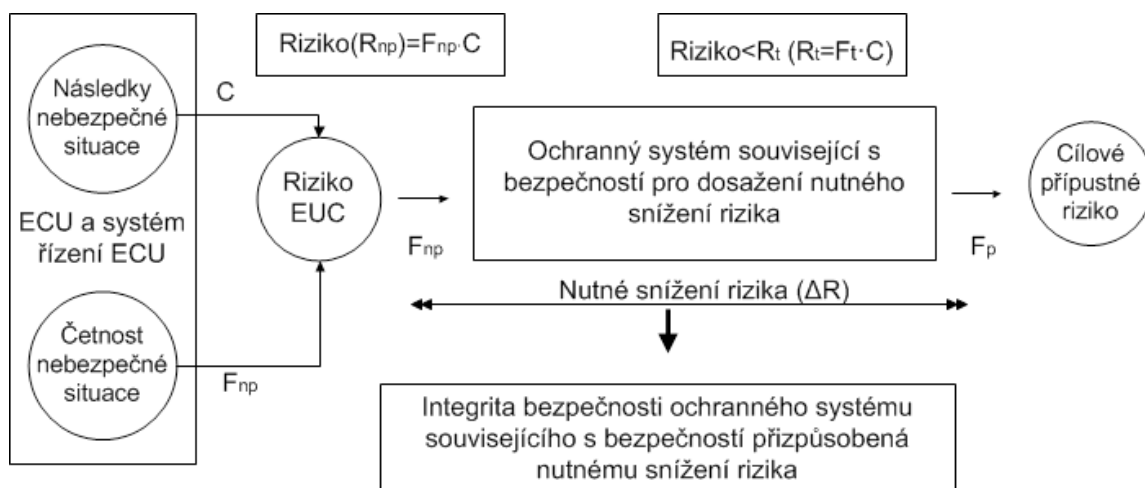 Riziko(Rnp)=Fnp·C
Riziko<Rt (Rt=Ft·C)
Následky
nebezpečné
situace
C
ECU a systém
řízení ECU
Četnost
nebezpečné
situace
Fnp
Riziko
EUC
Fnp
Ochranný systém související s
bezpečností pro dosažení nutného
snížení rizika
Fp
Cílové
přípustné
riziko
Nutné snížení rizika (ΔR)
Integrita bezpečnosti ochranného systému
souvisejícího s bezpečností přizpůsobená
nutnému snížení rizika